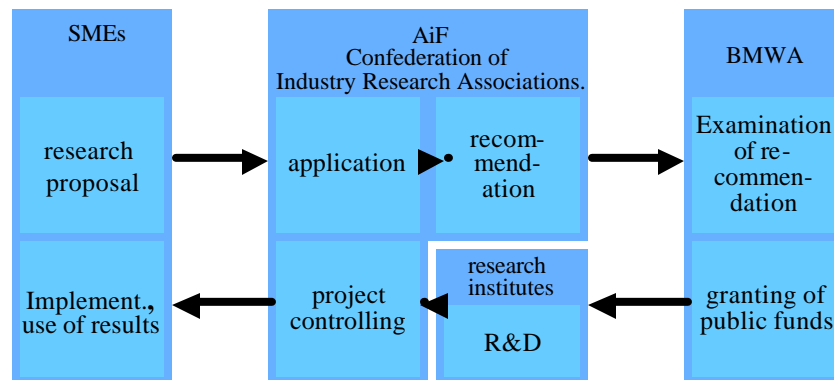 SMEs
research
proposal
Implement.,
use of results
AiF
Confederation of
Industry Research Associations.
application
recom-
mend-
ation
project
controlling
research
institutes
R&D
BMWA
Examination
of re-
commen-
dation
granting of
public funds